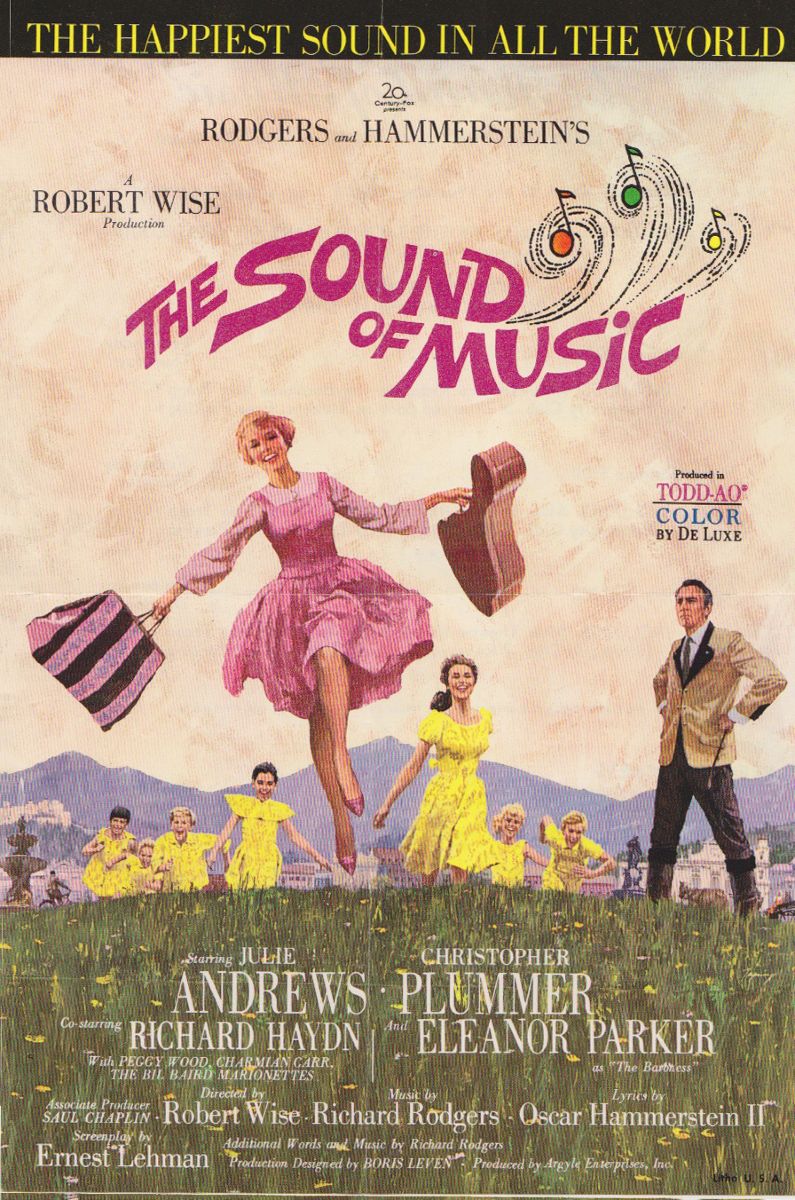 THE HAPPIEST SOUND IN ALL THE WORLD
20
Century-Fox
presents
RODGERS and HAMMERSTEIN'S
A
ROBERT WISE
Production
THE SOUND
OF MUSIC
Produced in
TODD-AO®
COLOR
BY DE LUXE
Starring JULIE ANDREWS · CHRISTOPHER PLUMMER
Co-starring RICHARD HAYDN And ELEANOR PARKER
as "The Baroness"
With PEGGY WOOD, CHARMIAN CARR,
THE BIL BAIRD MARIONETTES
Associate Producer SAUL CHAPLIN · Directed by Robert Wise · Music by Richard Rodgers · Lyrics by Oscar Hammerstein II
Screenplay by Ernest Lehman
Additional Words and Music by Richard Rodgers
Production Designed by BORIS LEVEN · Produced by Argyle Enterprises, Inc.
Litho U. S. A.